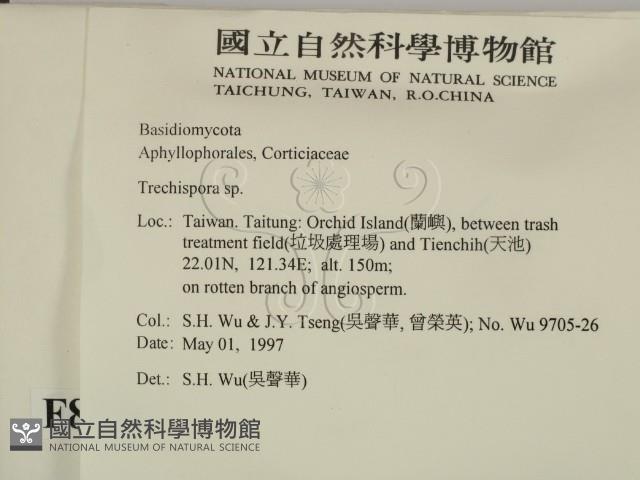 國立自然科學博物館
NATIONAL MUSEUM OF NATURAL SCIENCE
TAICHUNG, TAIWAN, R.O.CHINA
Basidiomycota
Aphyllophorales, Corticiaceae
Trechispora sp.
Loc.: Taiwan. Taitung: Orchid Island(蘭嶼), between trash
treatment field(垃圾處理場) and Tienchih(天池)
22.01N, 121.34E; alt. 150m;
on rotten branch of angiosperm.
Col.: S.H. Wu & J.Y. Tseng(吳聲華, 曾榮英); No. Wu 9705-26
Date: May 01, 1997
Det.: S.H. Wu(吳聲華)
國立自然科學博物館
NATIONAL MUSEUM OF NATURAL SCIENCE